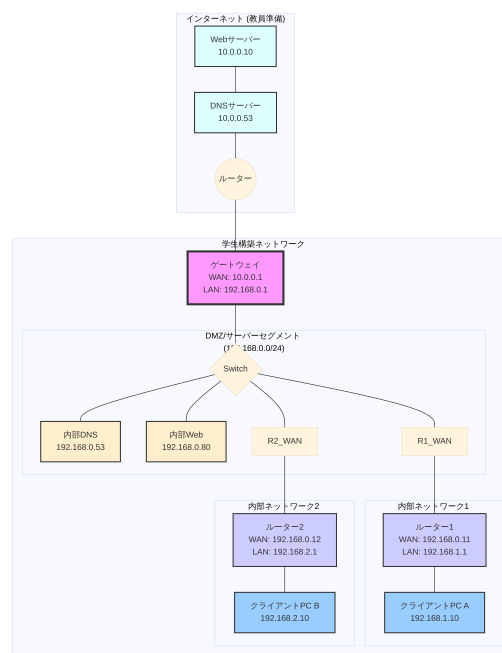 インターネット (教員準備)
Webサーバー
10.0.0.10
DNSサーバー
10.0.0.53
ルーター
学生構築ネットワーク
ゲートウェイ
WAN: 10.0.0.1
LAN: 192.168.0.1
DMZ/サーバーセグメント
(192.168.0.0/24)
Switch
内部DNS
192.168.0.53
内部Web
192.168.0.80
R2_WAN
R1_WAN
内部ネットワーク2
ルーター2
WAN: 192.168.0.12
LAN: 192.168.2.1
クライアントPC B
192.168.2.10
内部ネットワーク1
ルーター1
WAN: 192.168.0.11
LAN: 192.168.1.1
クライアントPC A
192.168.1.10